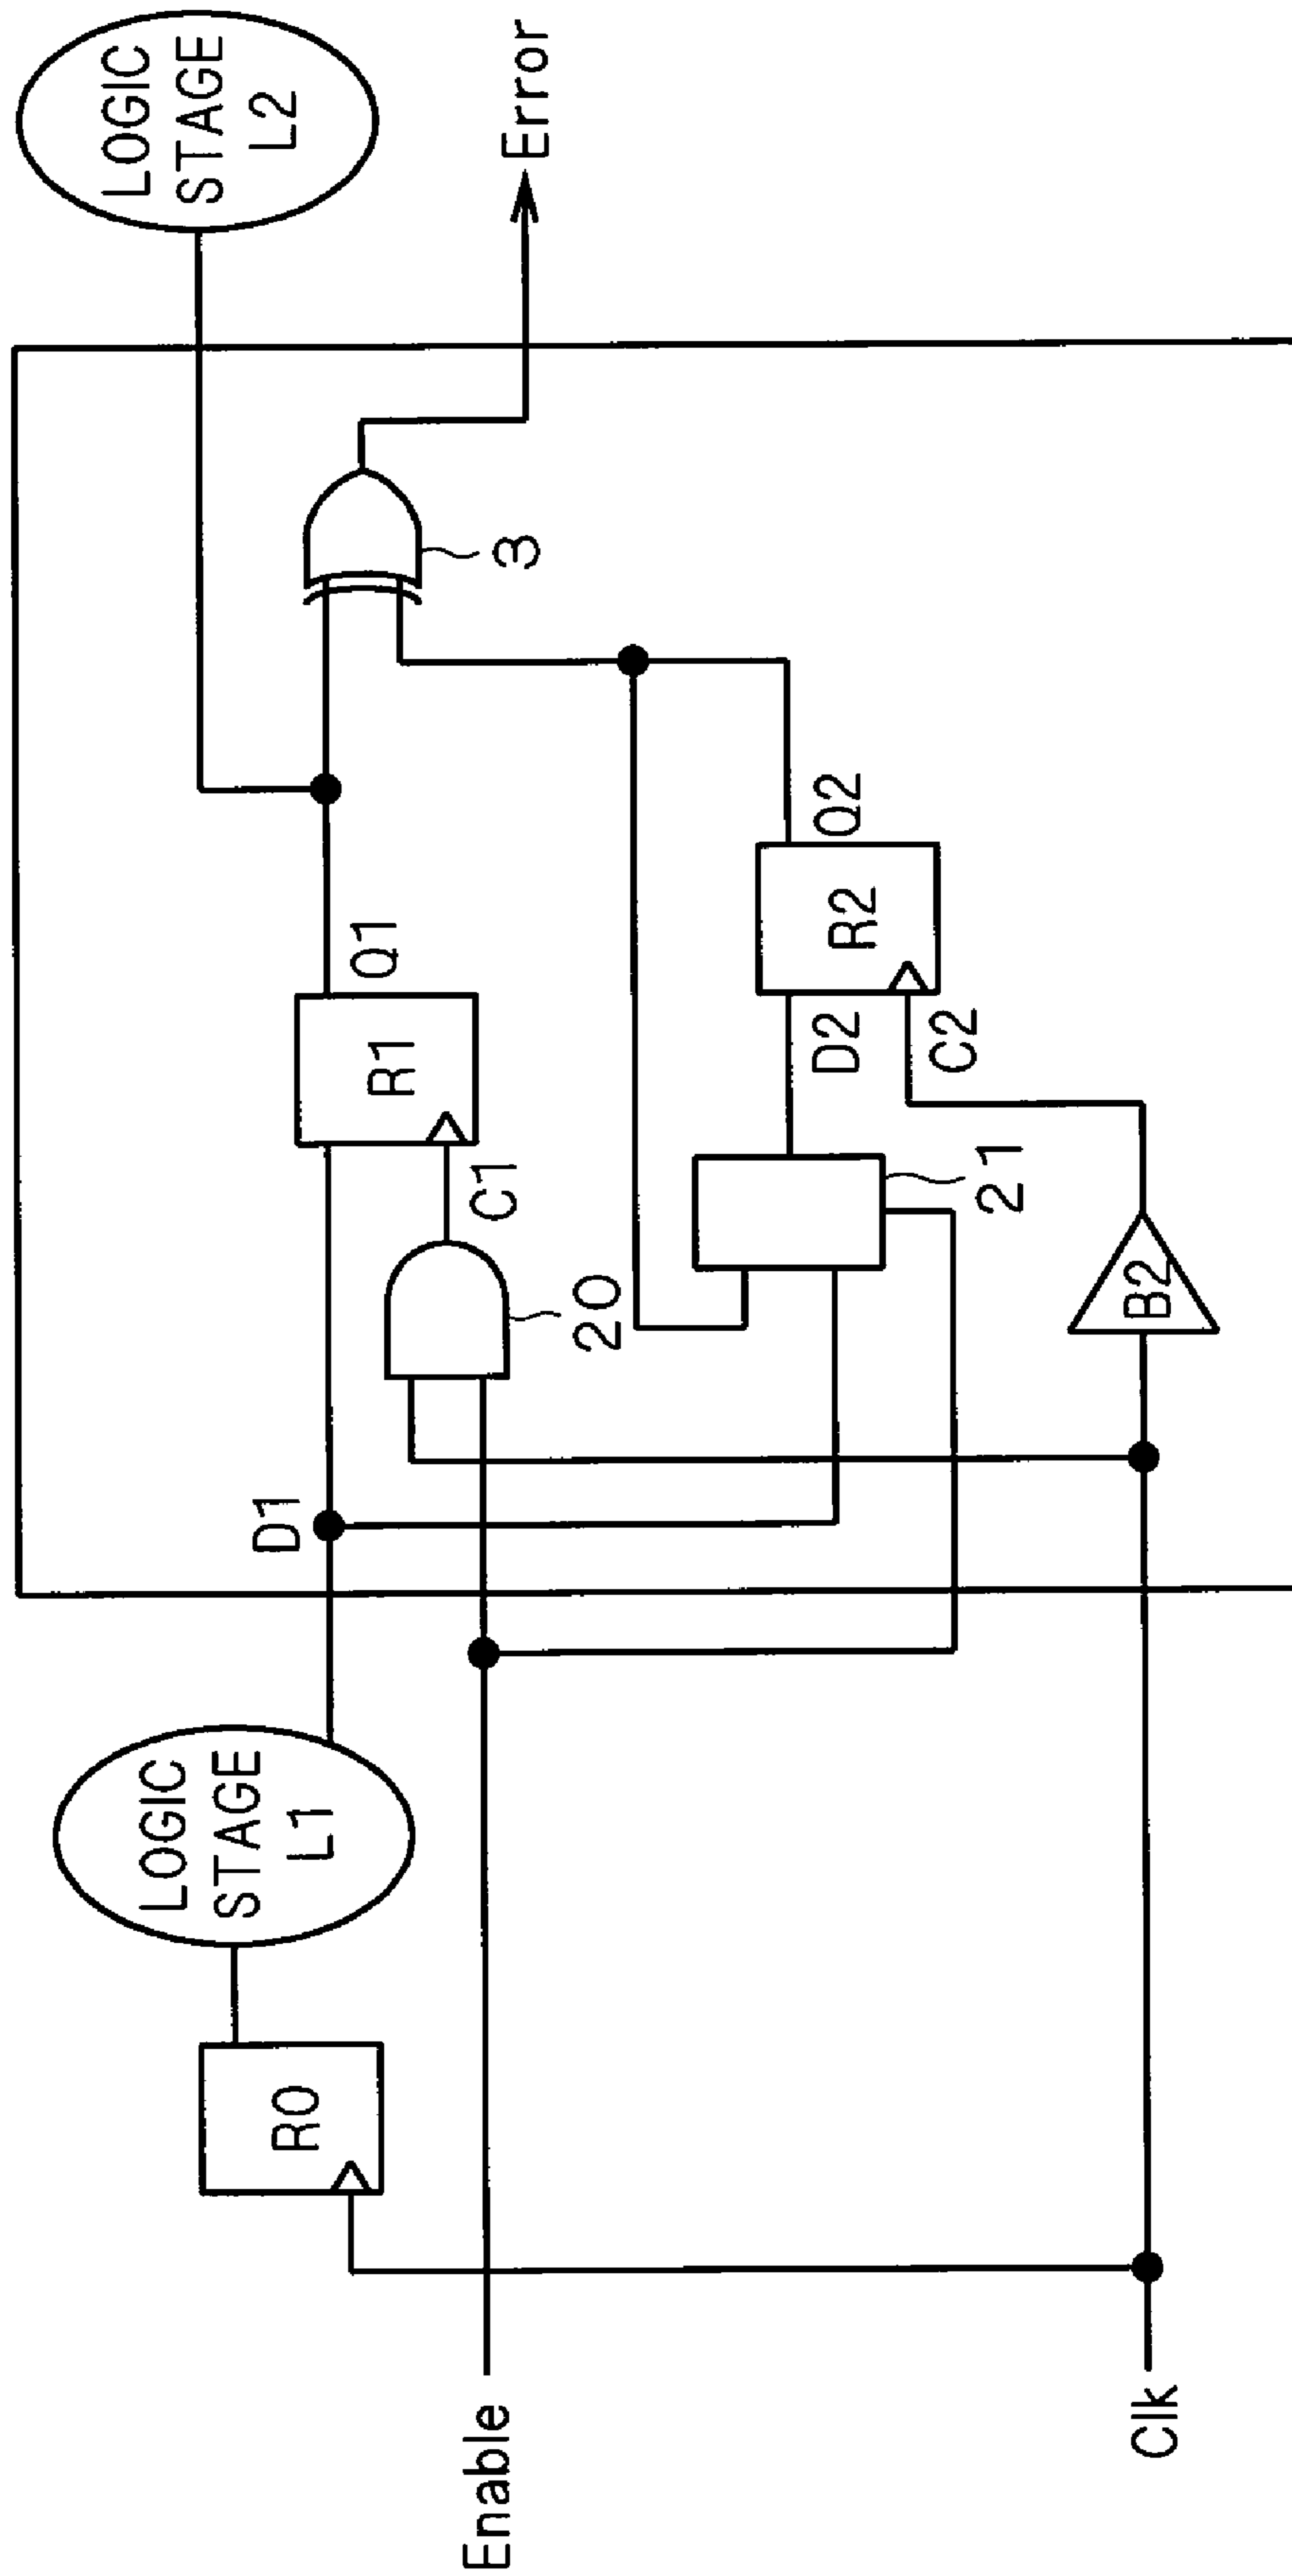 LOGIC
STAGE
L2
Error
3
Q1
Q2
R1
R2
D2
C1
C2
21
20
B2
D1
LOGIC
STAGE
L1
R0
Enable
Clk